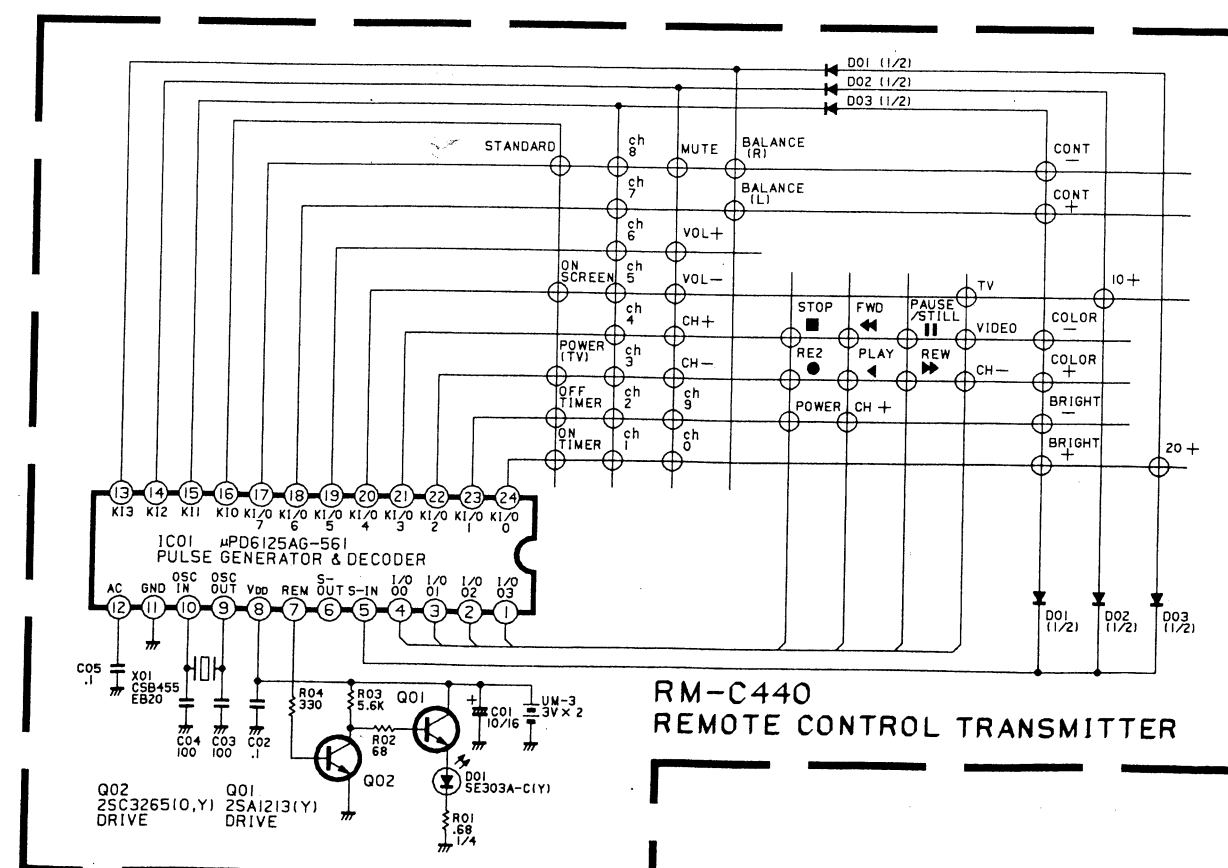 D01 (1/2)
D02 (1/2)
D03 (1/2)
STANDARD
ch
8
MUTE
BALANCE
(R)
CONT
−
ch
7
BALANCE
(L)
CONT
+
ch
6
VOL+
ON
SCREEN
ch
5
VOL−
TV
10+
ch
4
CH+
STOP
FWD
PAUSE
/STILL
VIDEO
COLOR
−
POWER
(TV)
ch
3
CH−
RE2
PLAY
REW
CH−
COLOR
+
OFF
TIMER
ch
2
ch
9
POWER
CH +
BRIGHT
−
ON
TIMER
ch
1
ch
0
BRIGHT
+
20+
13 14 15 16 17 18 19 20 21 22 23 24
KI3 KI2 KI1 KI0 KI/O KI/O KI/O KI/O KI/O KI/O KI/O KI/O
7 6 5 4 3 2 1 0
IC01 μPD6125AG-561
PULSE GENERATOR & DECODER
AC GND OSC IN OSC OUT VDD REM S-OUT S-IN I/O 00 I/O 01 I/O 02 I/O 03
12 11 10 9 8 7 6 5 4 3 2 1
D01
(1/2)
D02
(1/2)
D03
(1/2)
C05
.1
X01
CSB455
EB20
C04
100
C03
100
C02
.1
R04
330
R03
5.6K
R02
68
Q01
Q02
+
C01
10/16
UM-3
3V×2
D01
SE303A-C(Y)
R01
.68
1/4
RM-C440
REMOTE CONTROL TRANSMITTER
Q02
2SC3265(O,Y)
DRIVE
Q01
2SA1213(Y)
DRIVE